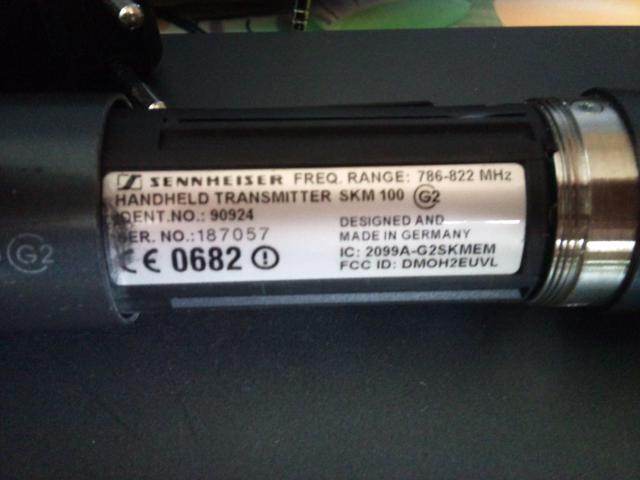 SENNHEISER FREQ. RANGE: 786-822 MHz
HANDHELD TRANSMITTER SKM 100 G2
IDENT.NO.: 90924
SER. NO.:187057
DESIGNED AND
MADE IN GERMANY
CE 0682
IC: 2099A-G2SKMEM
FCC ID: DMOH2EUVL
G2